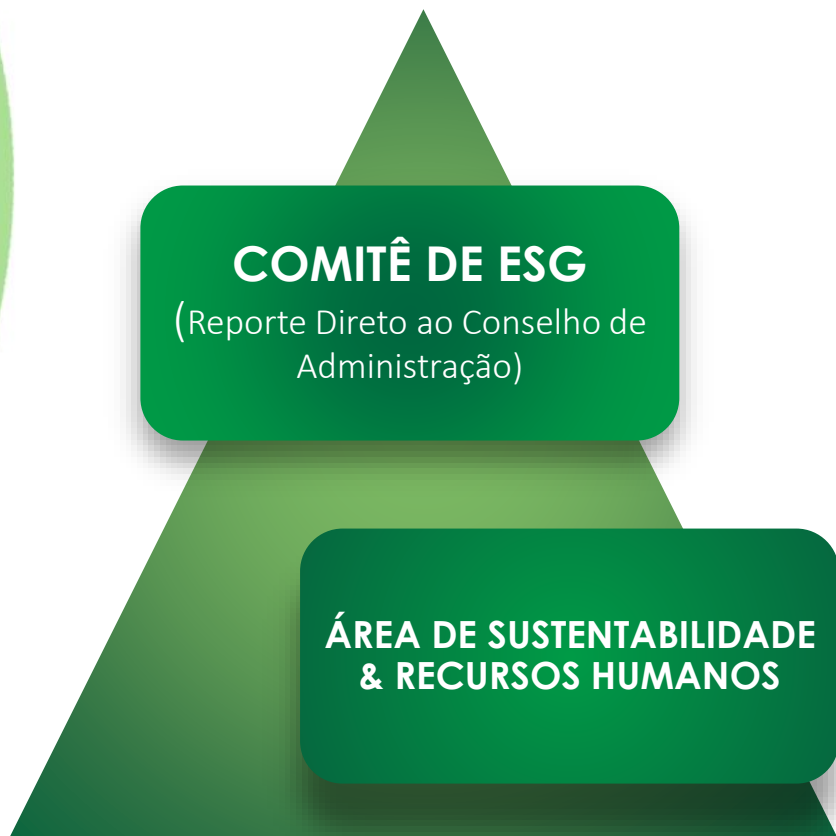 COMITÊ DE ESG
(Reporte Direto ao Conselho de
Administração)
ÁREA DE SUSTENTABILIDADE
& RECURSOS HUMANOS